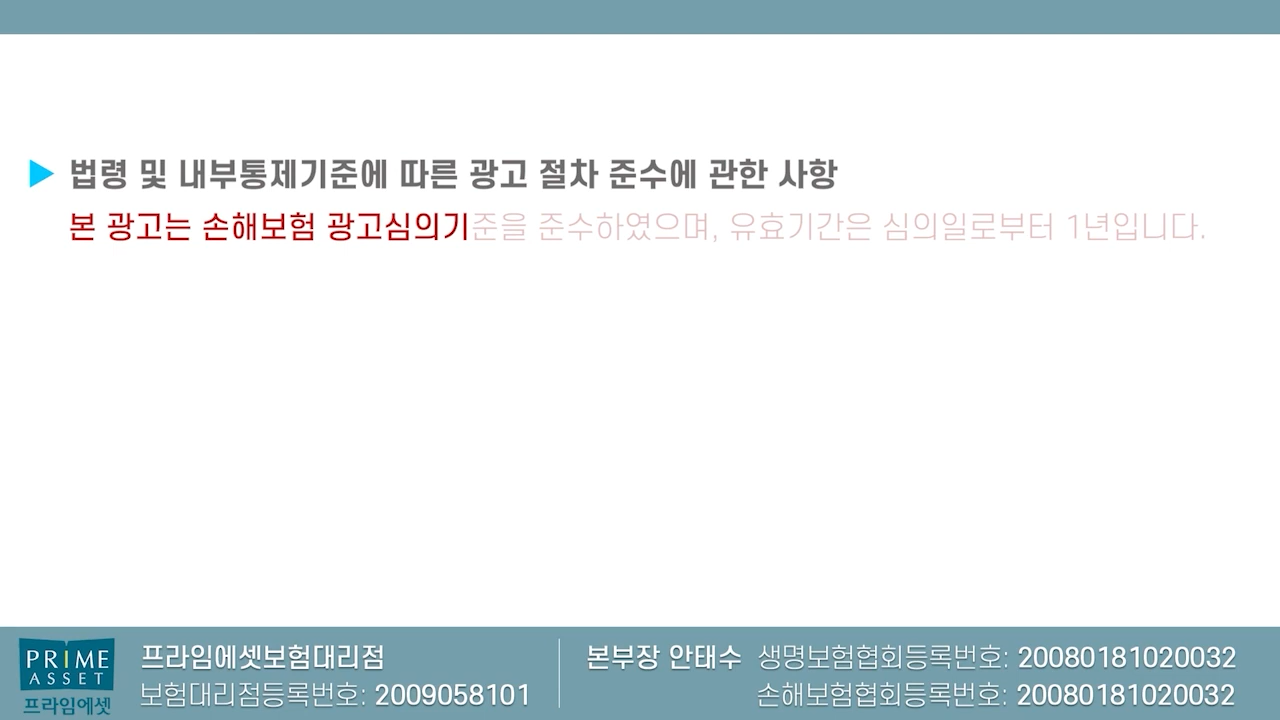 ▶ 법령 및 내부통제기준에 따른 광고 절차 준수에 관한 사항
본 광고는 손해보험 광고심의기준을 준수하였으며, 유효기간은 심의일로부터 1년입니다.
PRIME
ASSET
프라임에셋
프라임에셋보험대리점
보험대리점등록번호: 2009058101
본부장 안태수 생명보험협회등록번호: 20080181020032
손해보험협회등록번호: 20080181020032